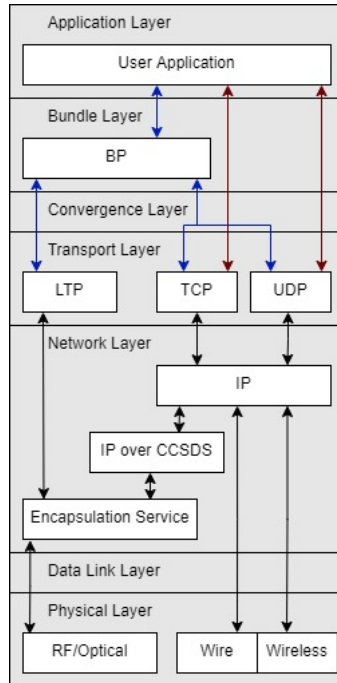 Application Layer
User Application
Bundle Layer
BP
Convergence Layer
Transport Layer
LTP
TCP
UDP
Network Layer
IP
IP over CCSDS
Encapsulation Service
Data Link Layer
Physical Layer
RF/Optical
Wire
Wireless